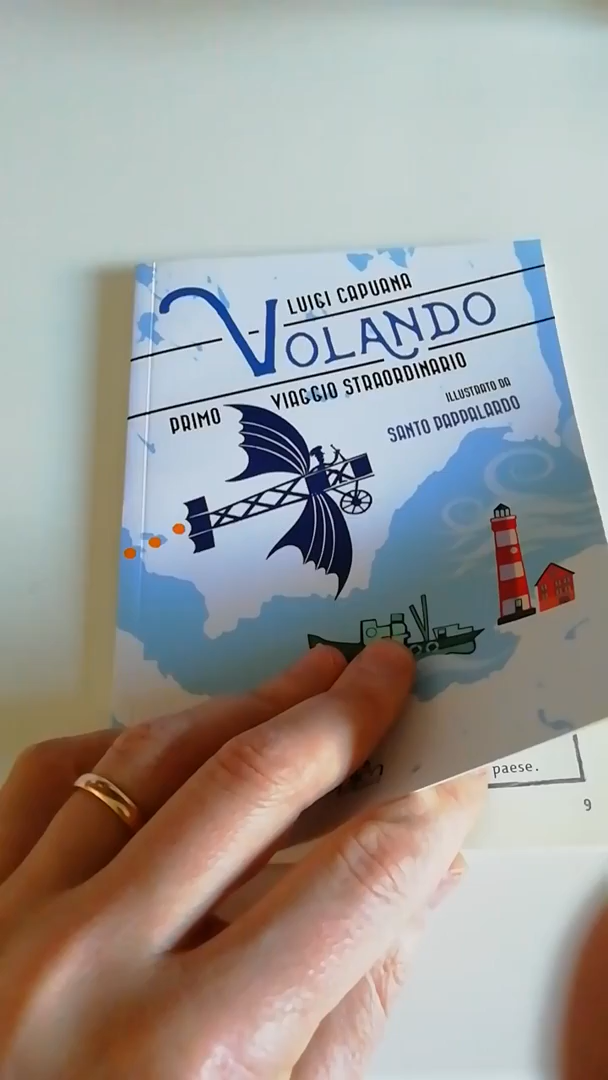 LUIGI CAPUANA
VOLANDO
PRIMO VIAGGIO STRAORDINARIO
ILLUSTRATO DA
SANTO PAPPALARDO
paese.
9